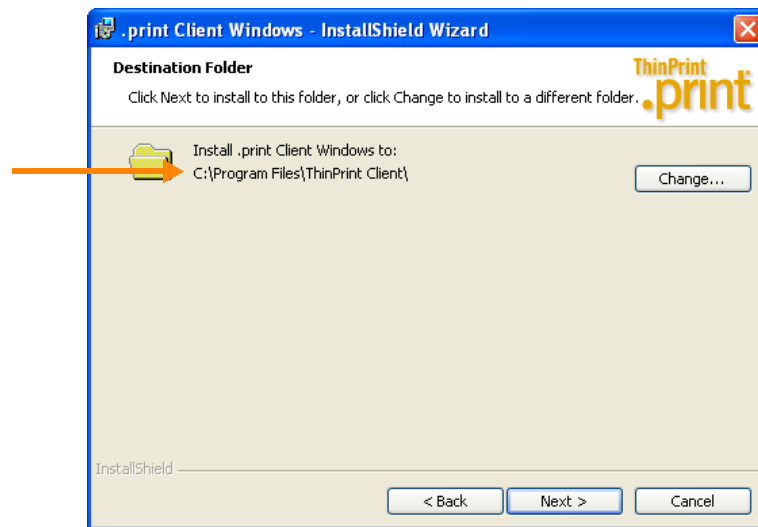 .print Client Windows - InstallShield Wizard
Destination Folder
Click Next to install to this folder, or click Change to install to a different folder.
ThinPrint
.print
Install .print Client Windows to:
C:\Program Files\ThinPrint Client\
Change...
InstallShield
< Back
Next >
Cancel